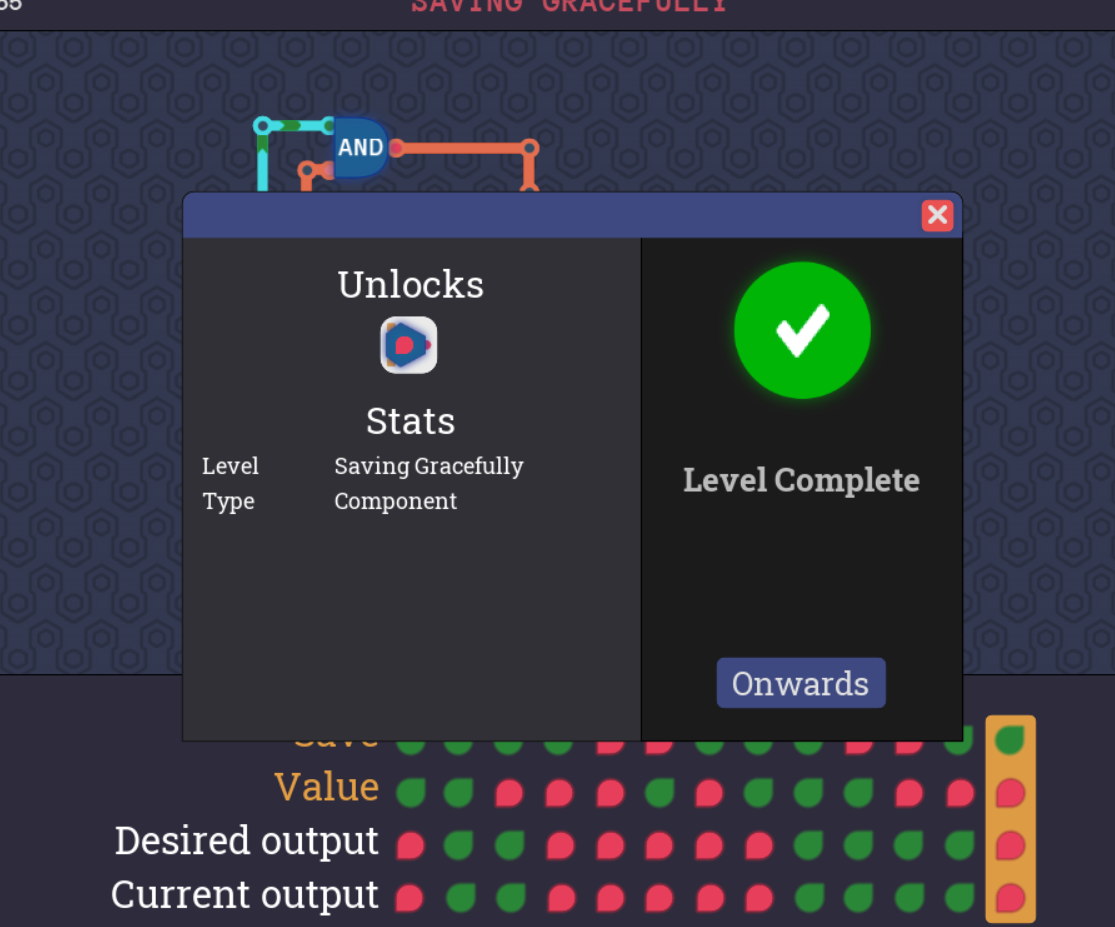 SAVING GRACEFULLY
AND
Unlocks
Stats
Level Saving Gracefully
Type Component
Level Complete
Onwards
Save
Value
Desired output
Current output